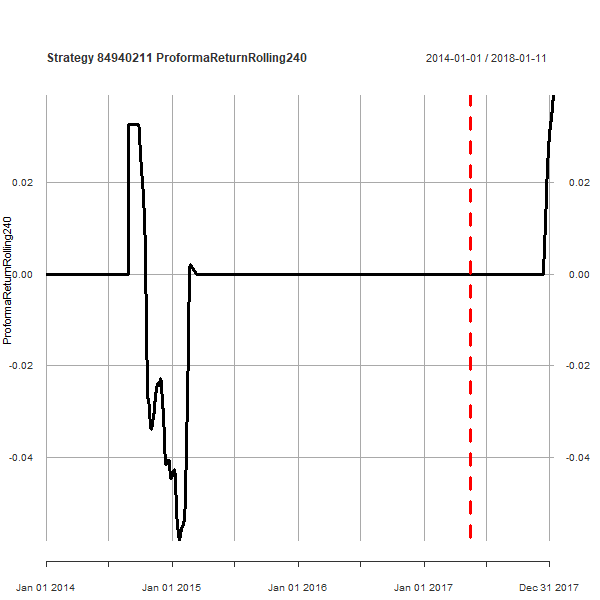 Strategy 84940211 ProformaReturnRolling240
2014-01-01 / 2018-01-11
ProformaReturnRolling240
0.02
0.00
-0.02
-0.04
0.02
0.00
-0.02
-0.04
Jan 01 2014
Jan 01 2015
Jan 01 2016
Jan 01 2017
Dec 31 2017